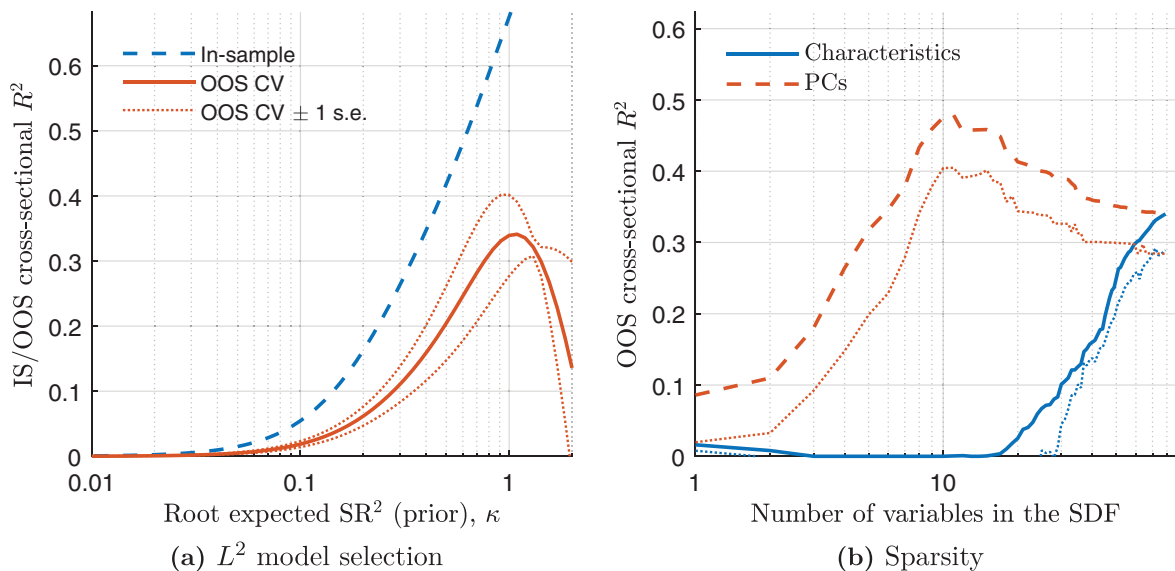 In-sample
OOS CV
OOS CV ± 1 s.e.
IS/OOS cross-sectional R²
0.6
0.5
0.4
0.3
0.2
0.1
0
0.01
0.1
1
Root expected SR² (prior), κ
(a) L² model selection
Characteristics
PCs
OOS cross-sectional R²
0.6
0.5
0.4
0.3
0.2
0.1
0
1
10
Number of variables in the SDF
(b) Sparsity